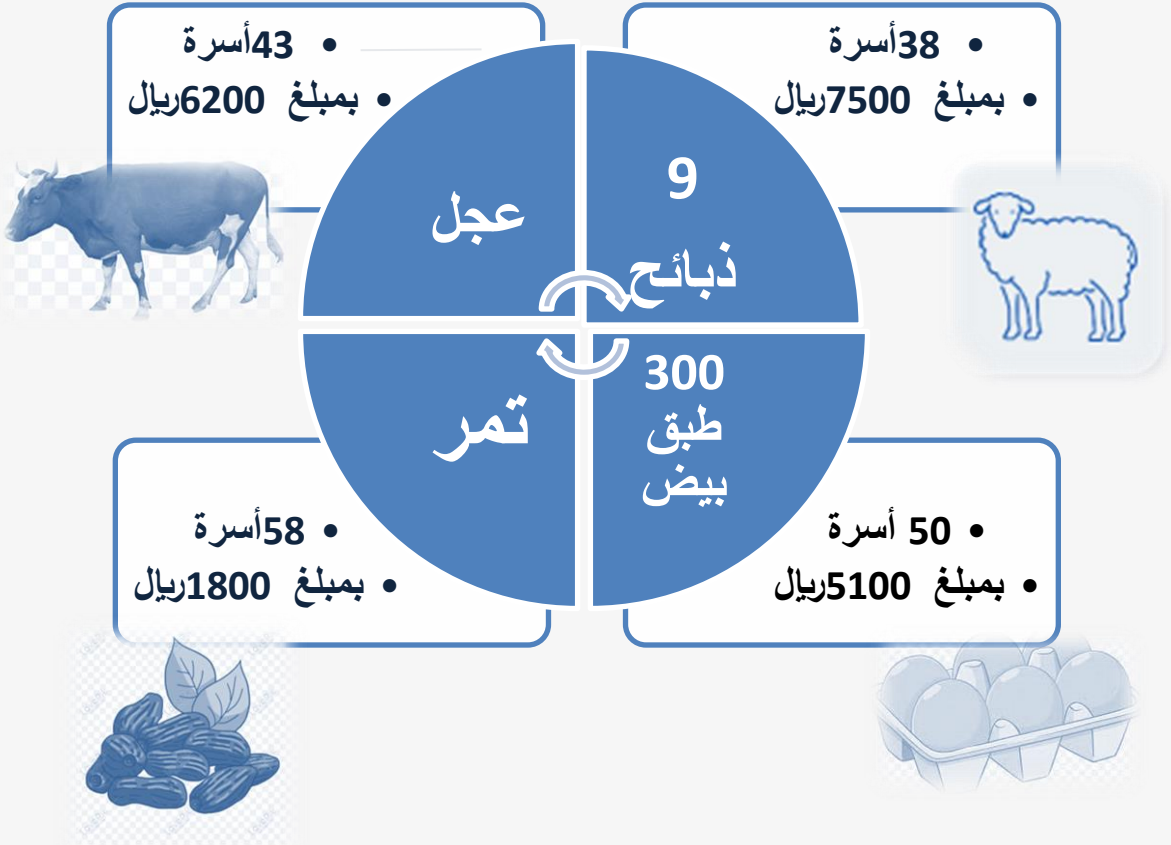 38أسرة
بمبلغ 7500ريال
9
ذبائح
43أسرة
بمبلغ 6200ريال
عجل
300
طبق
بيض
50 أسرة
بمبلغ 5100ريال
تمر
58أسرة
بمبلغ 1800ريال